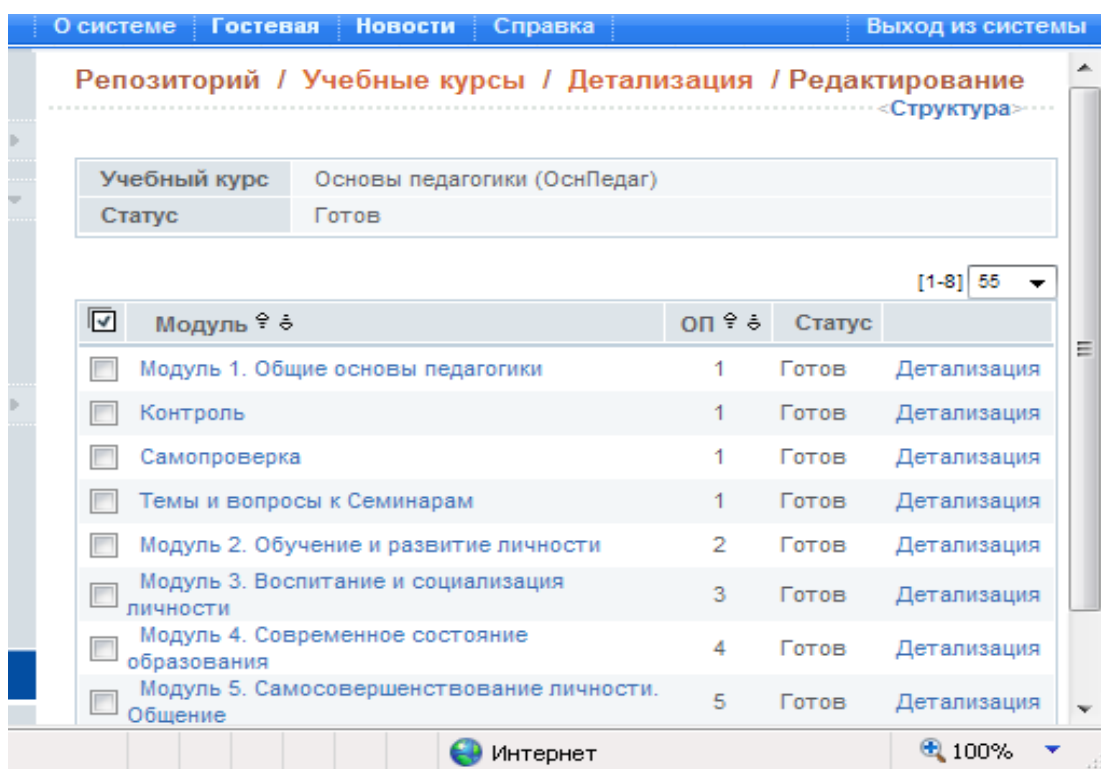 О системе Гостевая Новости Справка Выход из системы
Репозиторий / Учебные курсы / Детализация / Редактирование
<Структура>
Учебный курс Основы педагогики (ОснПедаг)
Статус Готов
[1-8] 55
Модуль ОП Статус
Модуль 1. Общие основы педагогики 1 Готов Детализация
Контроль 1 Готов Детализация
Самопроверка 1 Готов Детализация
Темы и вопросы к Семинарам 1 Готов Детализация
Модуль 2. Обучение и развитие личности 2 Готов Детализация
Модуль 3. Воспитание и социализация
личности 3 Готов Детализация
Модуль 4. Современное состояние
образования 4 Готов Детализация
Модуль 5. Самосовершенствование личности.
Общение 5 Готов Детализация
Интернет 100%